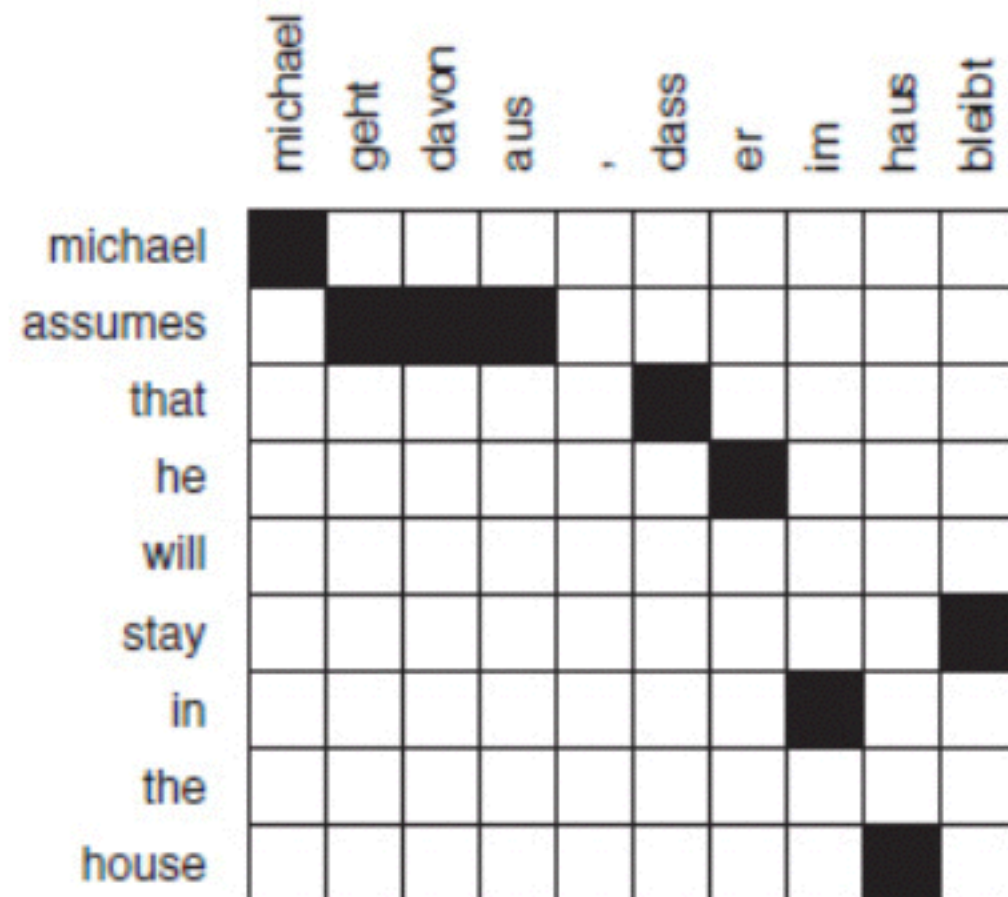 michael geht davon aus , dass er im haus bleibt
michael
assumes
that
he
will
stay
in
the
house